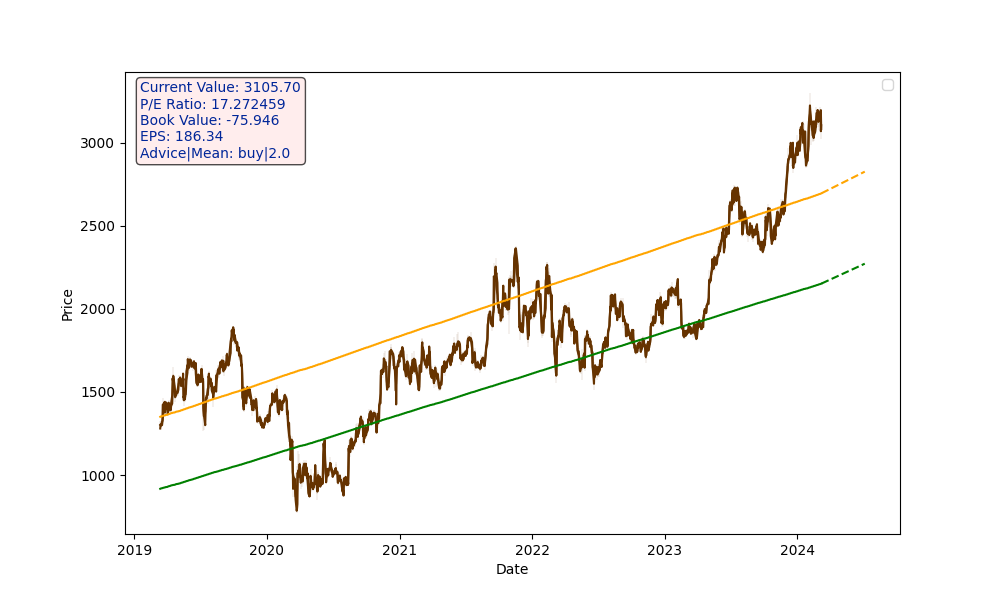 Current Value: 3105.70
P/E Ratio: 17.272459
Book Value: -75.946
EPS: 186.34
Advice|Mean: buy|2.0
3000
2500
2000
1500
1000
Price
2019
2020
2021
2022
2023
2024
Date